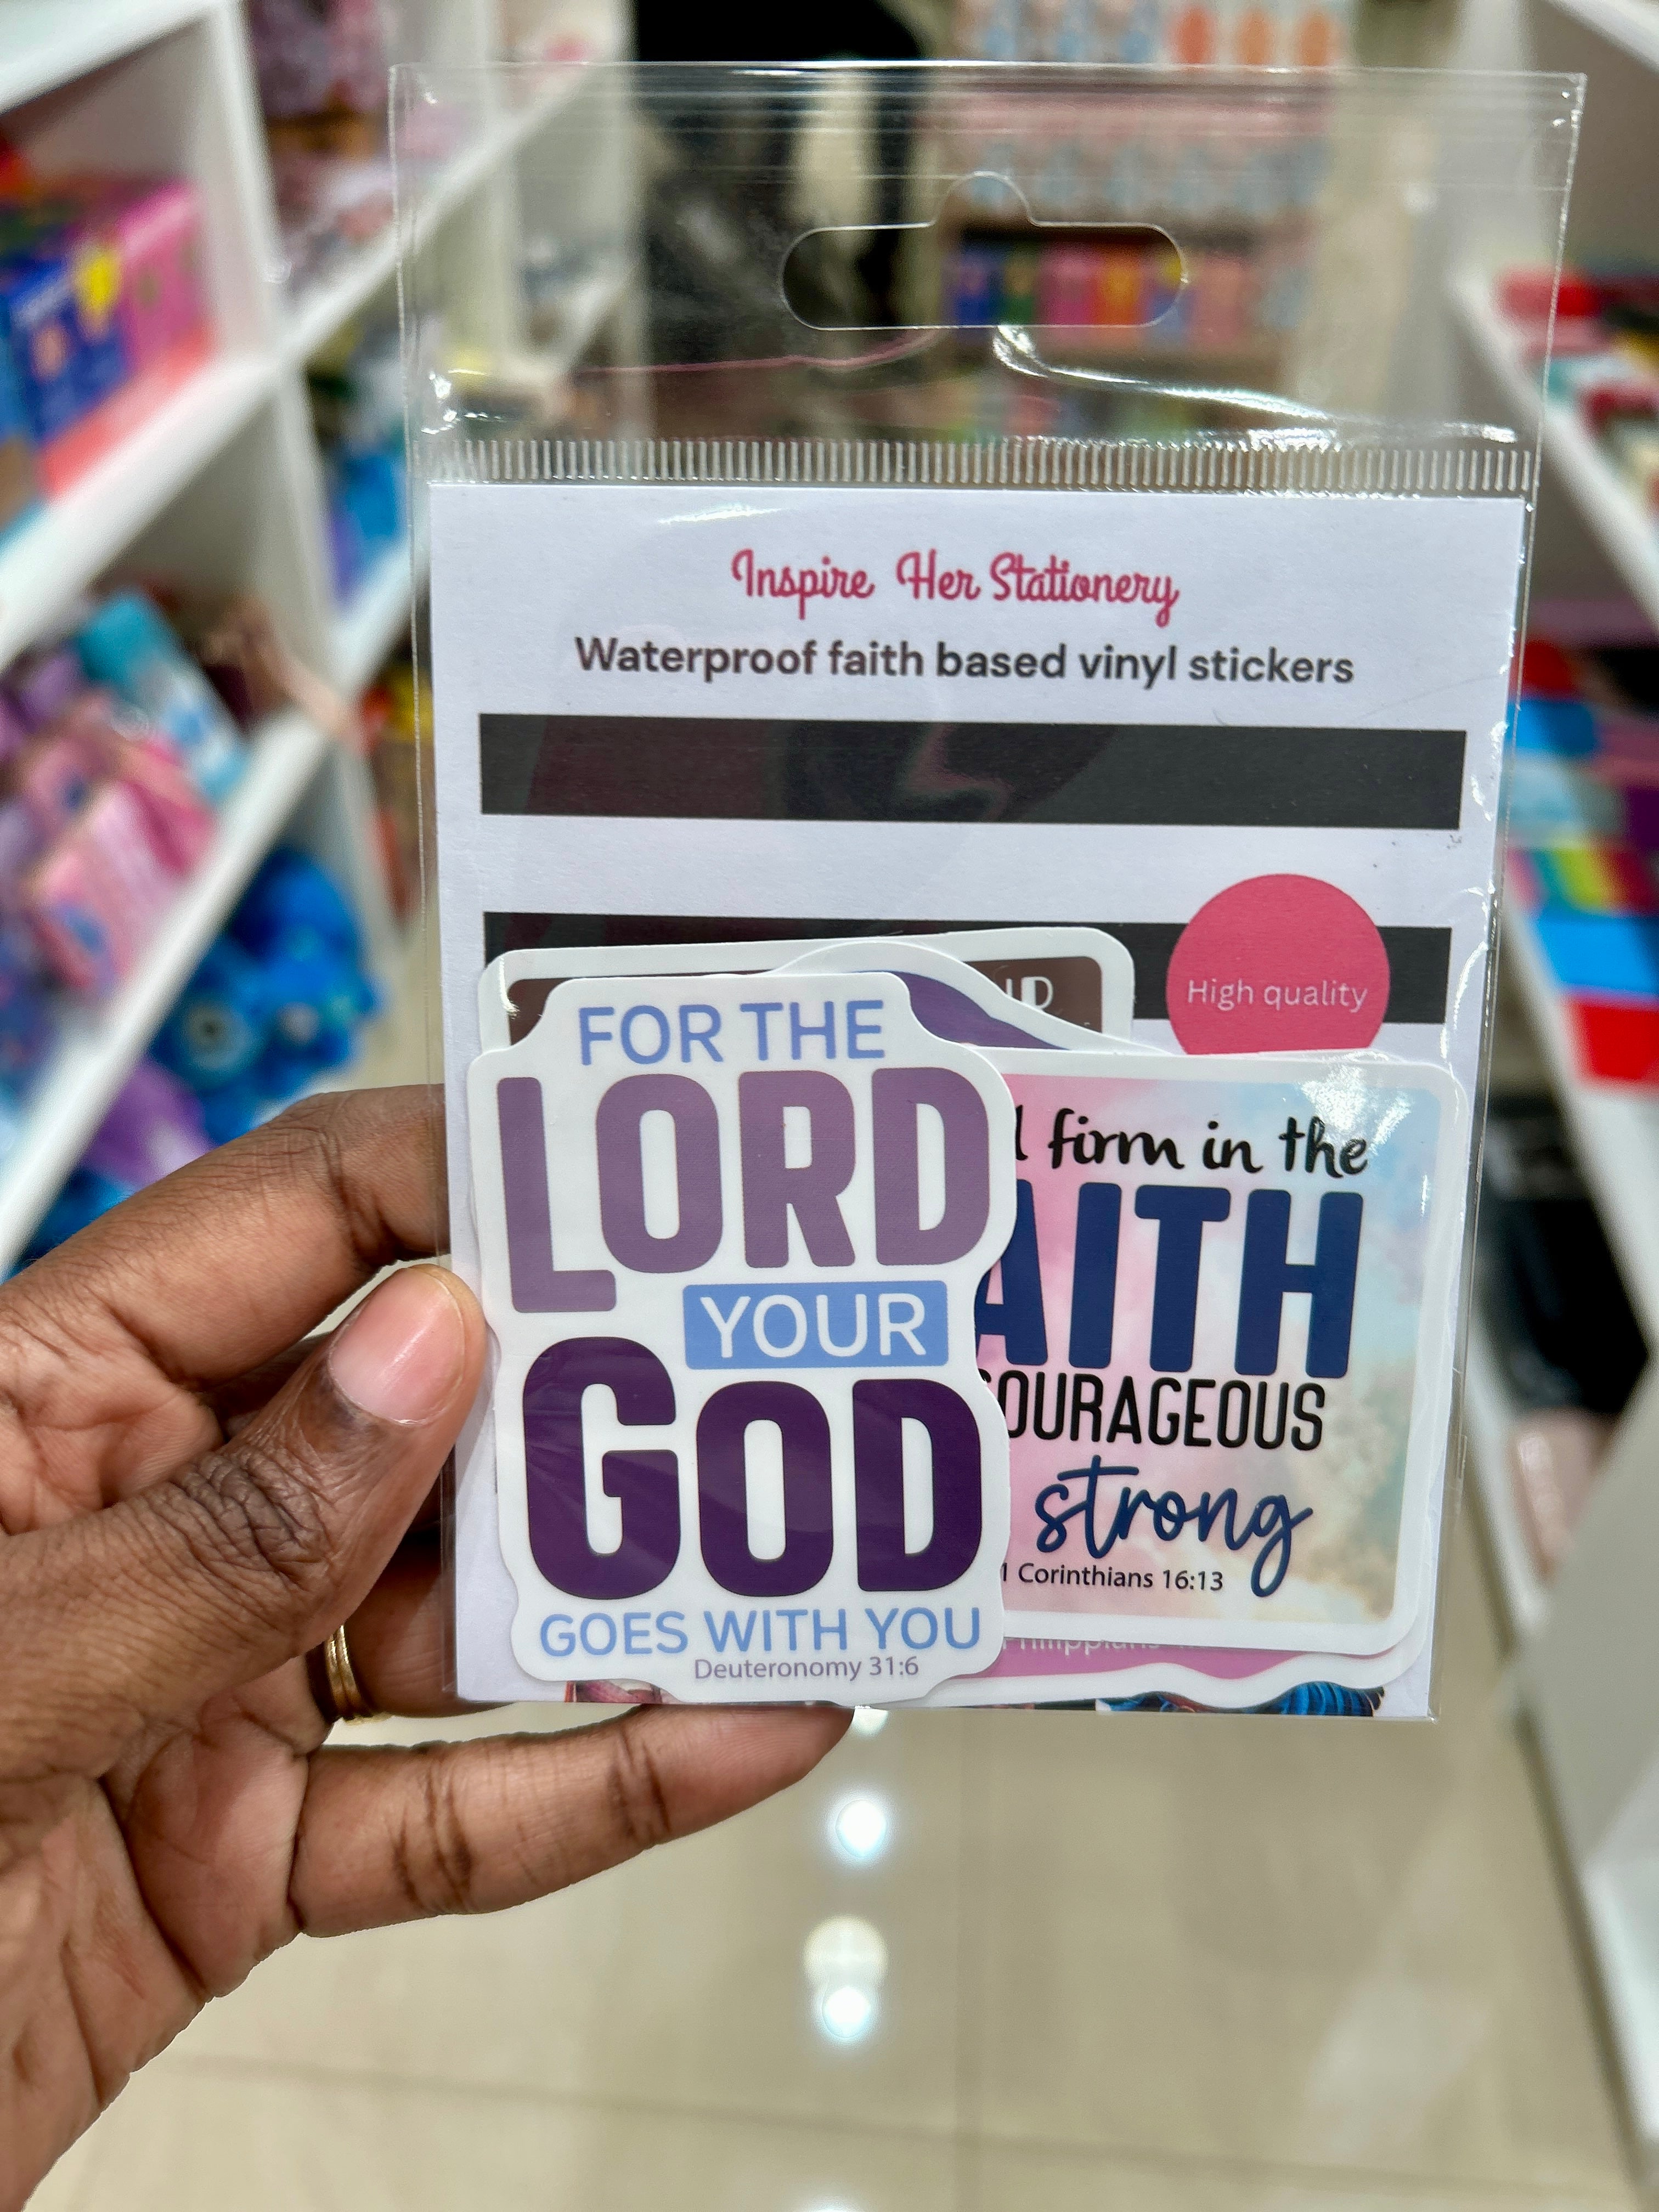 Inspire Her Stationery
Waterproof faith based vinyl stickers
High quality
FOR THE
LORD
YOUR
GOD
GOES WITH YOU
Deuteronomy 31:6
firm in the
AITH
OURAGEOUS
strong
1 Corinthians 16:13